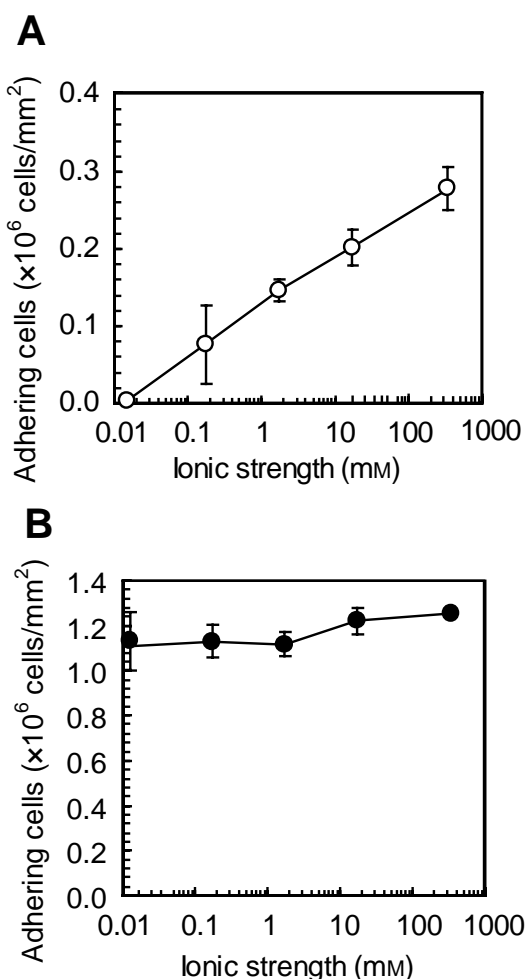 A
Adhering cells (×10⁶ cells/mm²)
0.4
0.3
0.2
0.1
0.0
0.01 0.1 1 10 100 1000
Ionic strength (mM)
B
Adhering cells (×10⁶ cells/mm²)
1.4
1.2
1.0
0.8
0.6
0.4
0.2
0.0
0.01 0.1 1 10 100 1000
Ionic strength (mM)